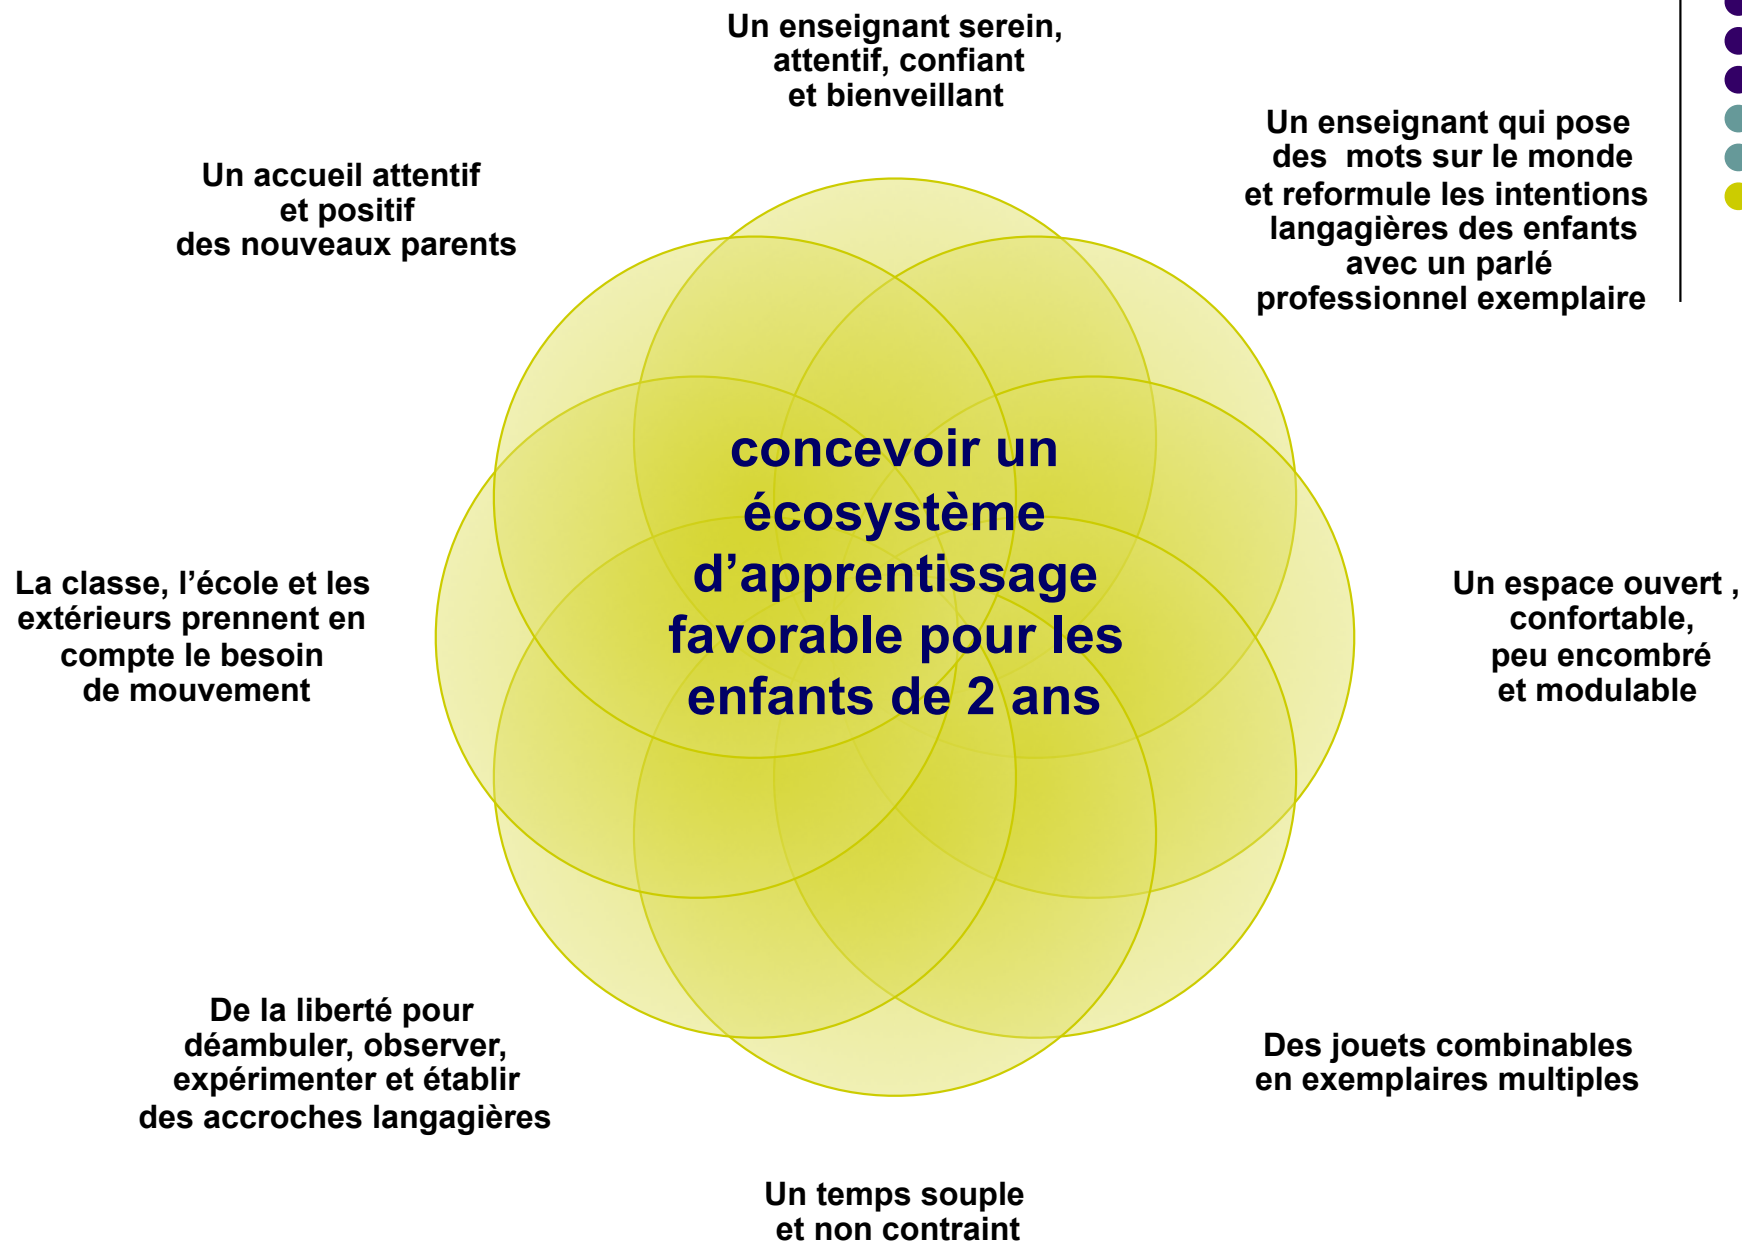 Un enseignant serein,
attentif, confiant
et bienveillant
Un enseignant qui pose
des mots sur le monde
et reformule les intentions
langagières des enfants
avec un parlé
professionnel exemplaire
Un accueil attentif
et positif
des nouveaux parents
concevoir un
écosystème
d’apprentissage
favorable pour les
enfants de 2 ans
La classe, l’école et les
extérieurs prennent en
compte le besoin
de mouvement
Un espace ouvert ,
confortable,
peu encombré
et modulable
De la liberté pour
déambuler, observer,
expérimenter et établir
des accroches langagières
Des jouets combinables
en exemplaires multiples
Un temps souple
et non contraint